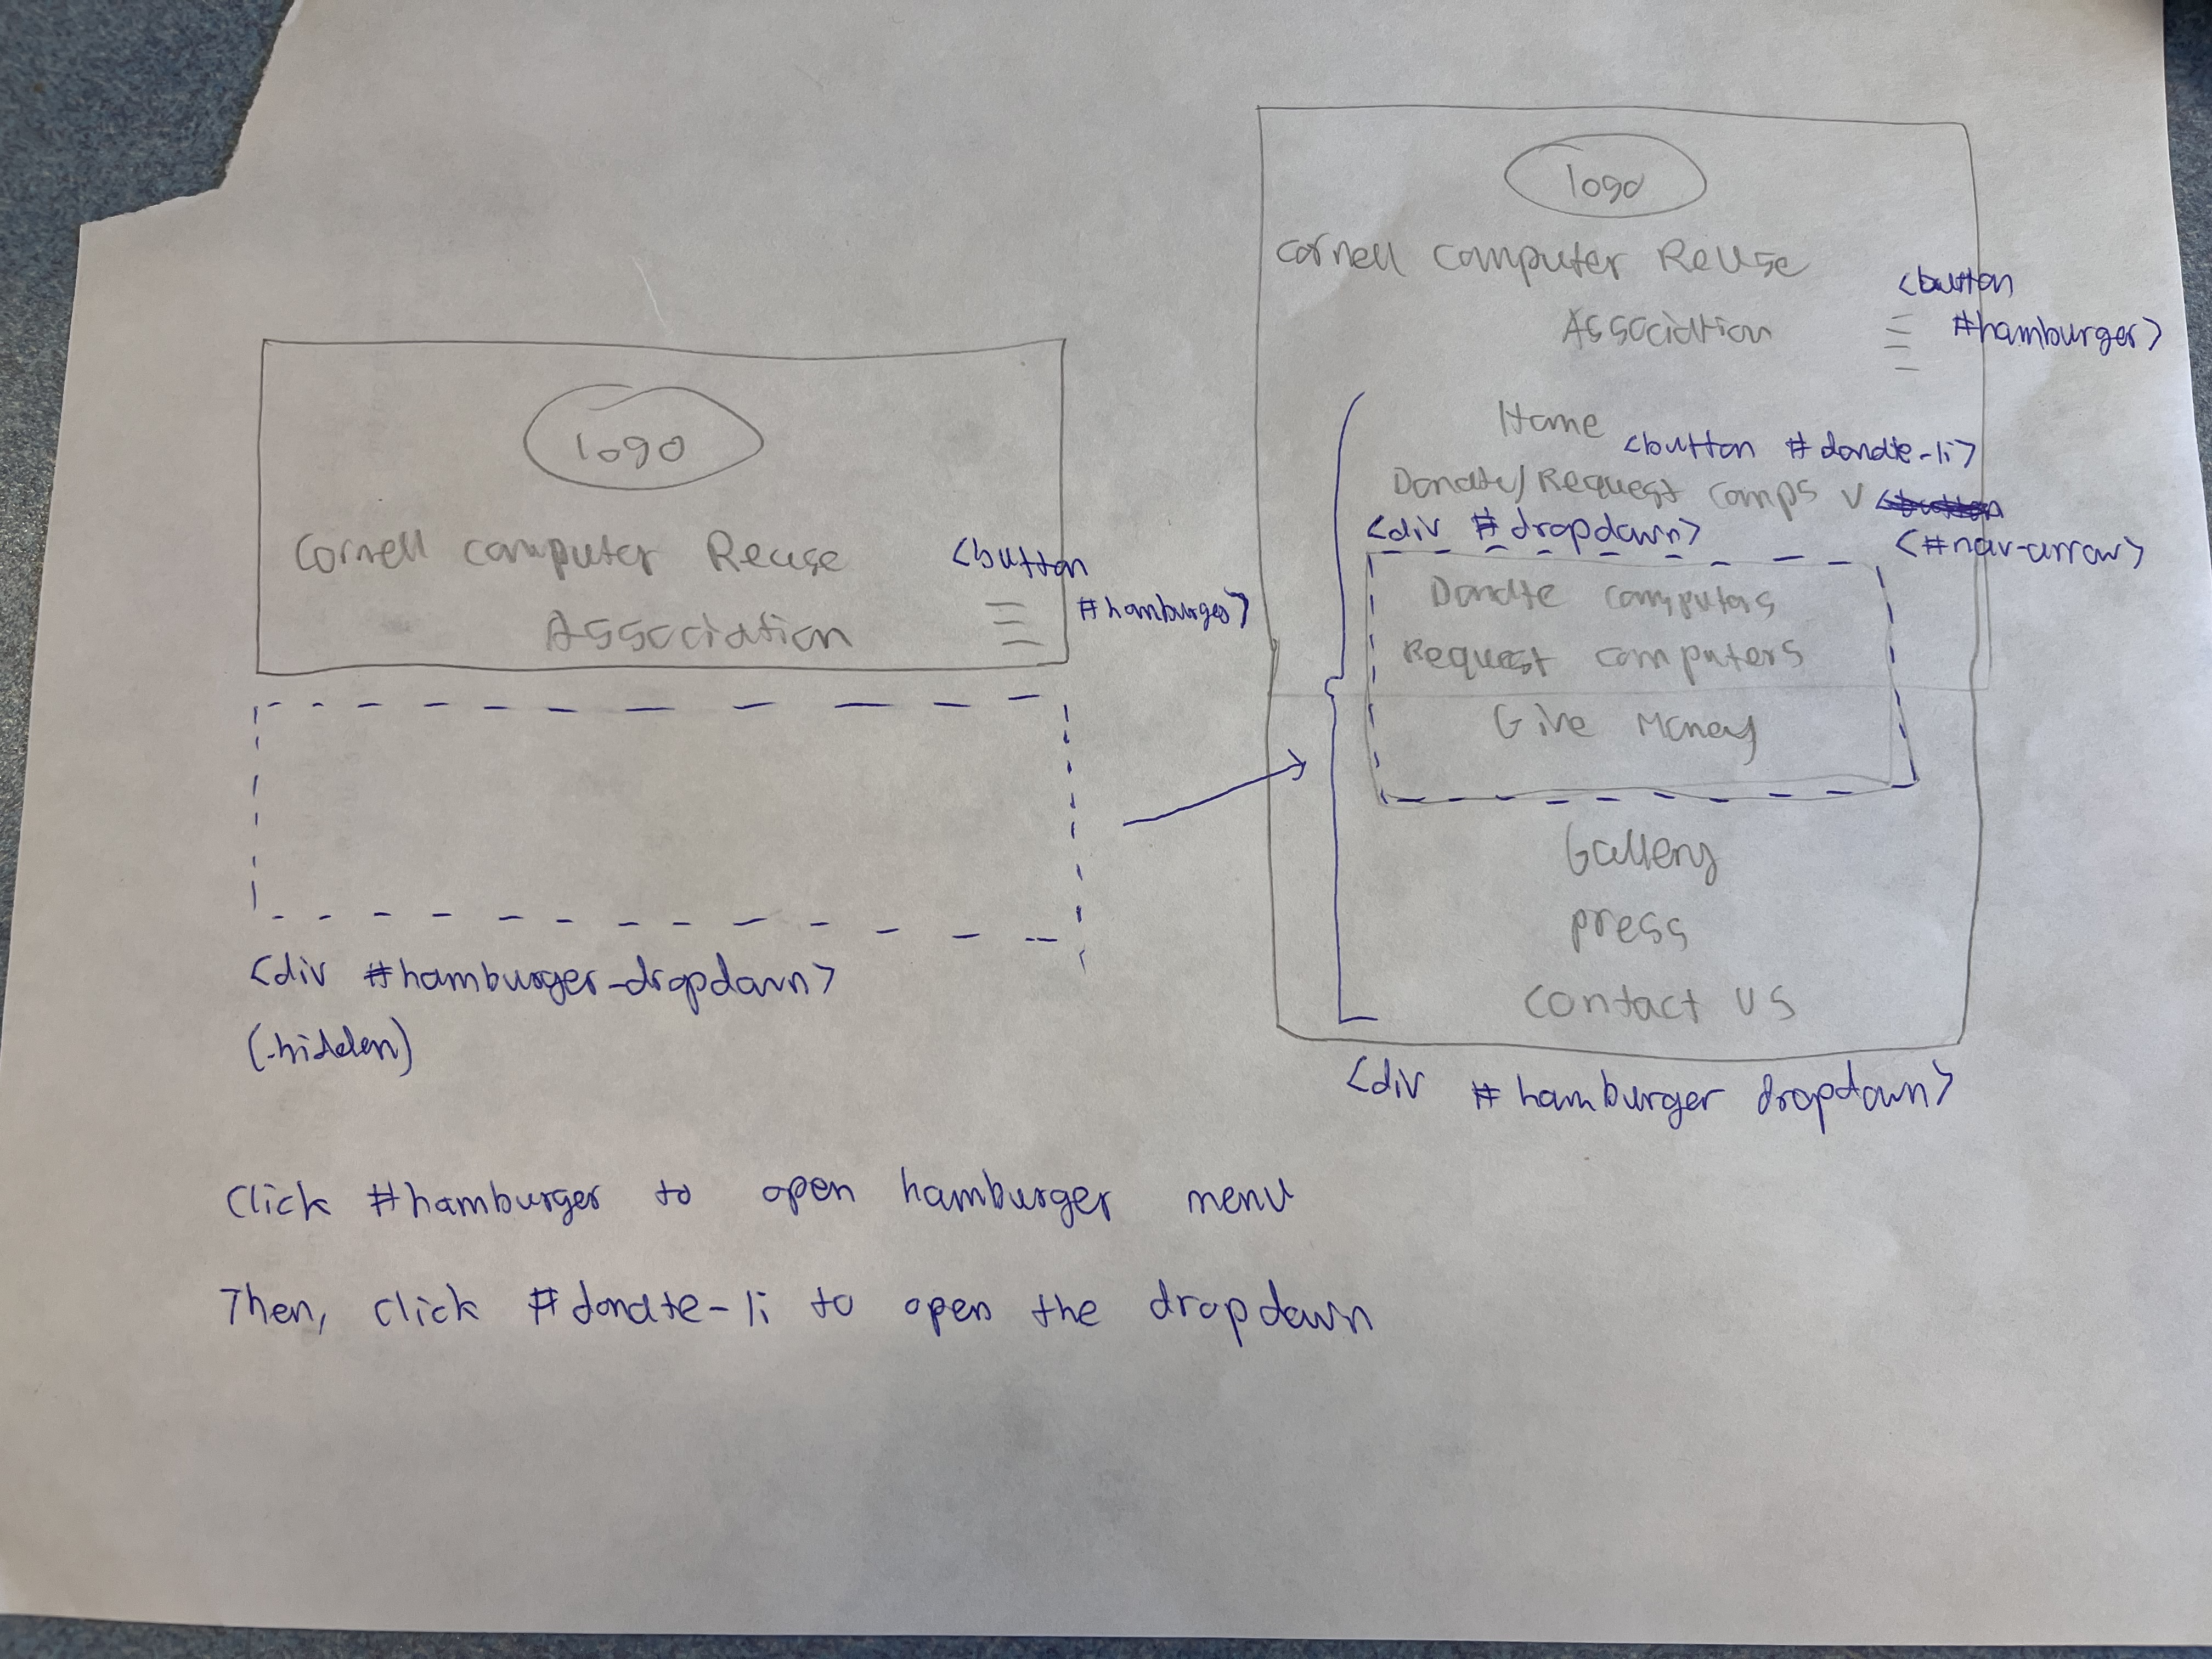 logo
Cornell Computer Reuse
Association
<button
#hamburger>
<div #hamburger-dropdown>
(.hidden)
logo
Cornell Computer Reuse
Association
<button
#hamburger>
Home
<button #donate-li>
Donate/Request Comps v
<#nav-arrow>
<div #dropdown>
Donate Computers
Request Computers
Give Money
Gallery
press
Contact US
<div #hamburger dropdown>
Click #hamburger to open hamburger menu
Then, click #donate-li to open the dropdown